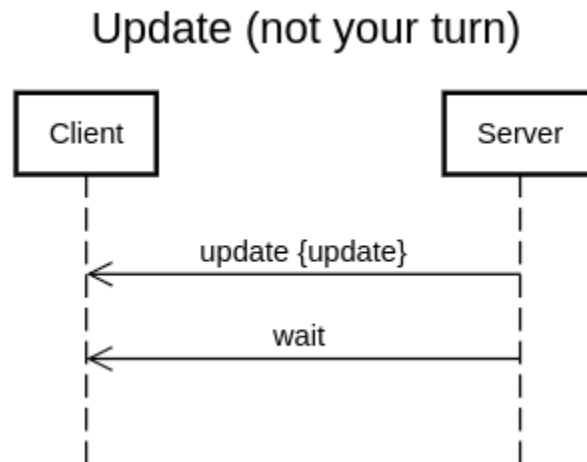 Update (not your turn)
Client
Server
update {update}
wait